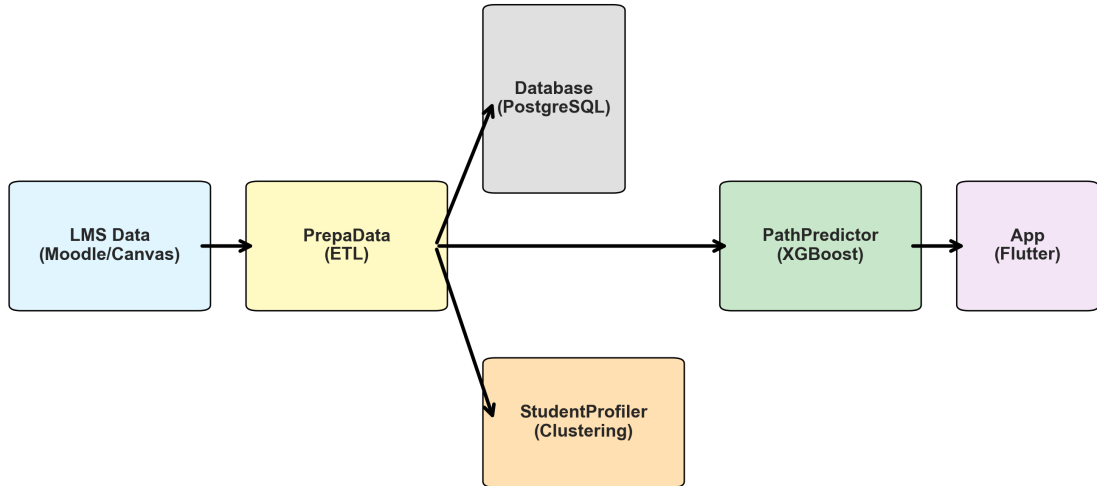 Database
(PostgreSQL)
LMS Data
(Moodle/Canvas)
PrepaData
(ETL)
PathPredictor
(XGBoost)
App
(Flutter)
StudentProfiler
(Clustering)